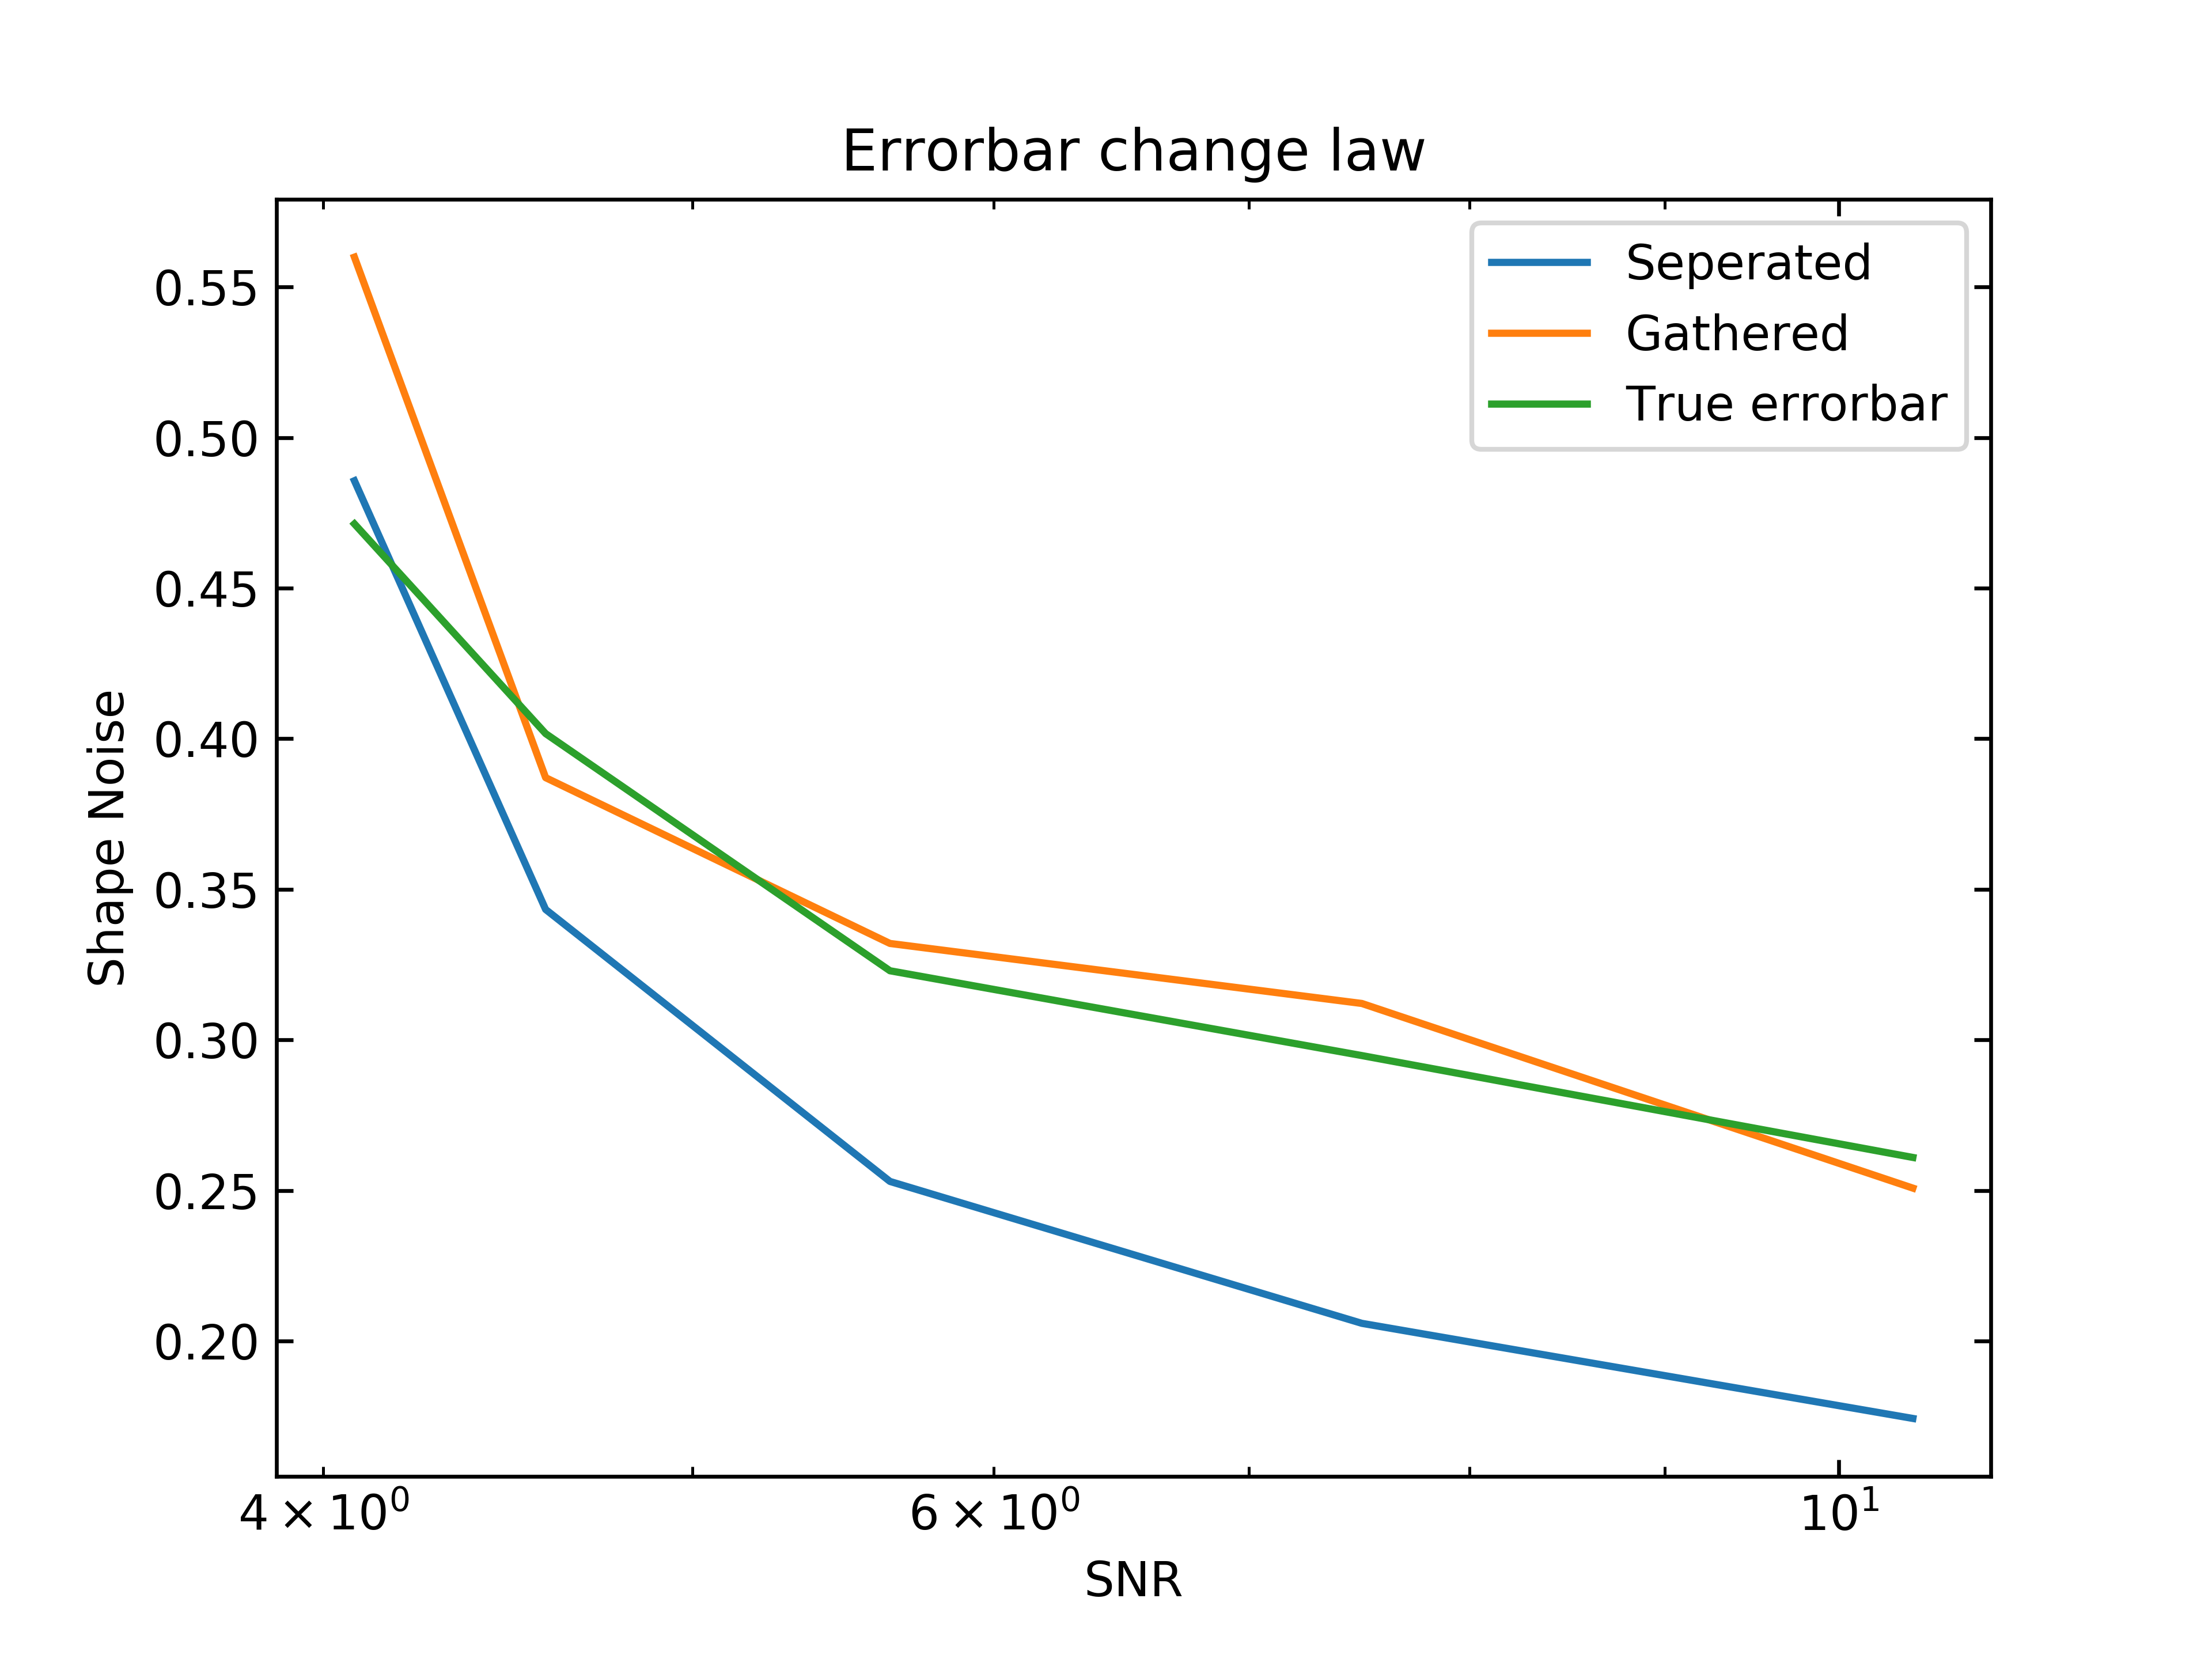 Errorbar change law
Seperated
Gathered
True errorbar
0.55
0.50
0.45
0.40
0.35
0.30
0.25
0.20
Shape Noise
4 × 10⁰
6 × 10⁰
10¹
SNR